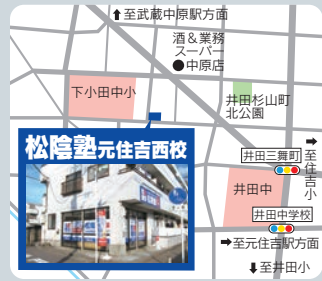 ⬆至武蔵中原駅方面
酒&業務
スーパー
●中原店
下小田中小
井田杉山町
北公園
松陰塾元住吉西校
井田三舞町
➡至住吉小
井田中
井田中学校
➡至元住吉駅方面
⬇至井田小